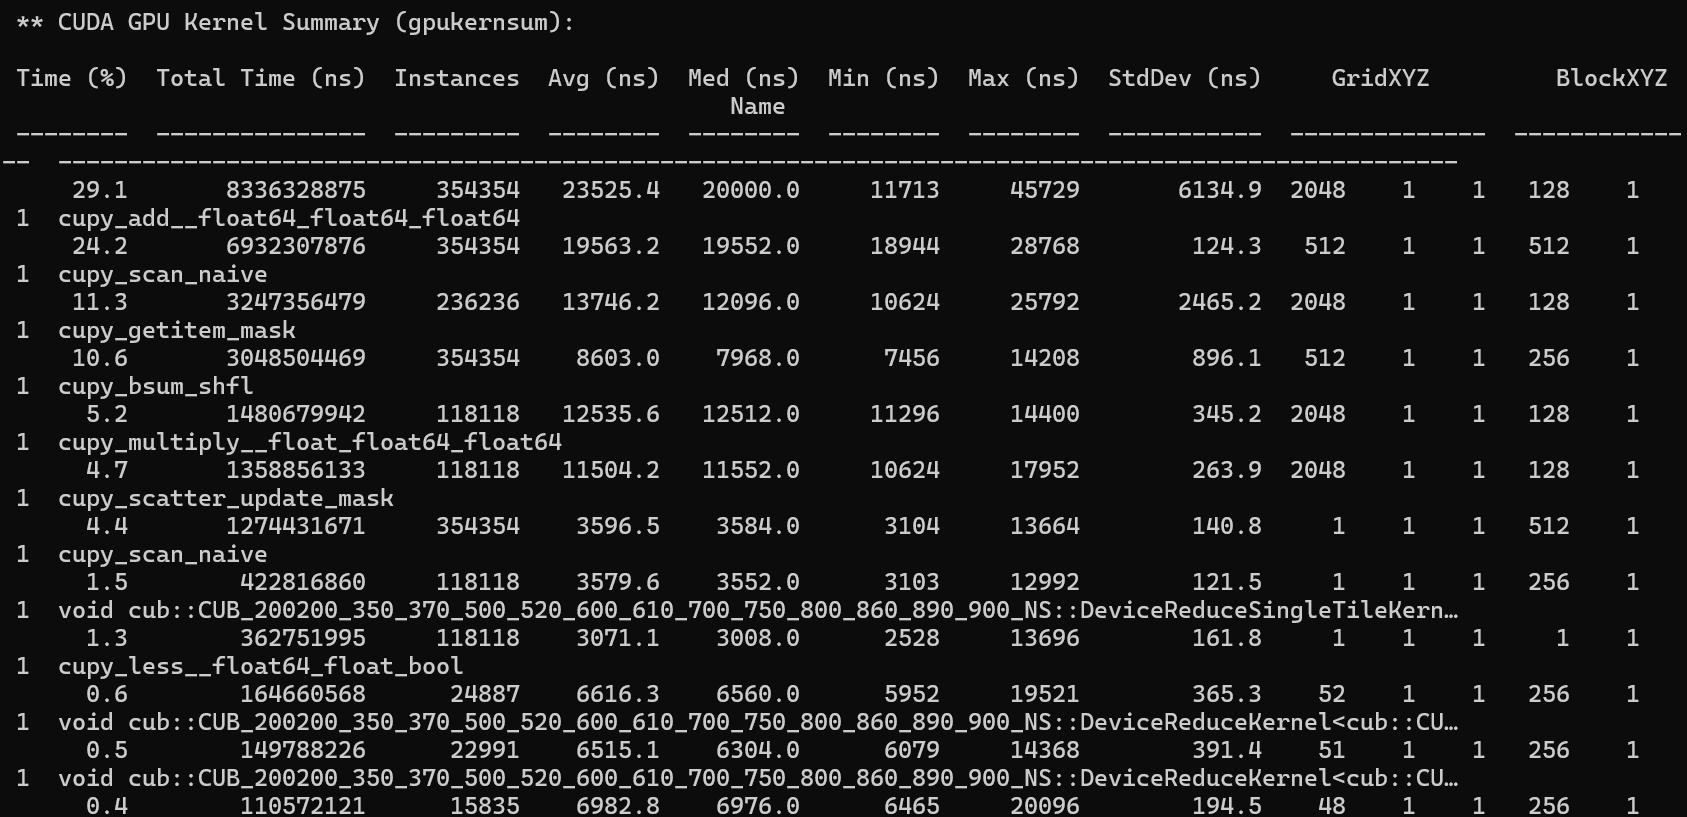 ** CUDA GPU Kernel Summary (gpukernsum):
Time (%)  Total Time (ns)  Instances  Avg (ns)  Med (ns)  Min (ns)  Max (ns)  StdDev (ns)     GridXYZ         BlockXYZ
Name
--------  ---------------  ---------  --------  --------  --------  --------  -----------  --------------  ------------
--  ----------------------------------------------------------------------------------------------------
29.1       8336328875     354354   23525.4   20000.0     11713     45729       6134.9  2048    1    1   128    1
1  cupy_add__float64_float64_float64
24.2       6932307876     354354   19563.2   19552.0     18944     28768        124.3   512    1    1   512    1
1  cupy_scan_naive
11.3       3247356479     236236   13746.2   12096.0     10624     25792       2465.2  2048    1    1   128    1
1  cupy_getitem_mask
10.6       3048504469     354354    8603.0    7968.0      7456     14208        896.1   512    1    1   256    1
1  cupy_bsum_shfl
5.2       1480679942     118118   12535.6   12512.0     11296     14400        345.2  2048    1    1   128    1
1  cupy_multiply__float_float64_float64
4.7       1358856133     118118   11504.2   11552.0     10624     17952        263.9  2048    1    1   128    1
1  cupy_scatter_update_mask
4.4       1274431671     354354    3596.5    3584.0      3104     13664        140.8     1    1    1   512    1
1  cupy_scan_naive
1.5        422816860     118118    3579.6    3552.0      3103     12992        121.5     1    1    1   256    1
1  void cub::CUB_200200_350_370_500_520_600_610_700_750_800_860_890_900_NS::DeviceReduceSingleTileKern…
1.3        362751995     118118    3071.1    3008.0      2528     13696        161.8     1    1    1     1    1
1  cupy_less__float64_float_bool
0.6        164660568      24887    6616.3    6560.0      5952     19521        365.3    52    1    1   256    1
1  void cub::CUB_200200_350_370_500_520_600_610_700_750_800_860_890_900_NS::DeviceReduceKernel<cub::CU…
0.5        149788226      22991    6515.1    6304.0      6079     14368        391.4    51    1    1   256    1
1  void cub::CUB_200200_350_370_500_520_600_610_700_750_800_860_890_900_NS::DeviceReduceKernel<cub::CU…
0.4        110572121      15835    6982.8    6976.0      6465     20096        194.5    48    1    1   256    1